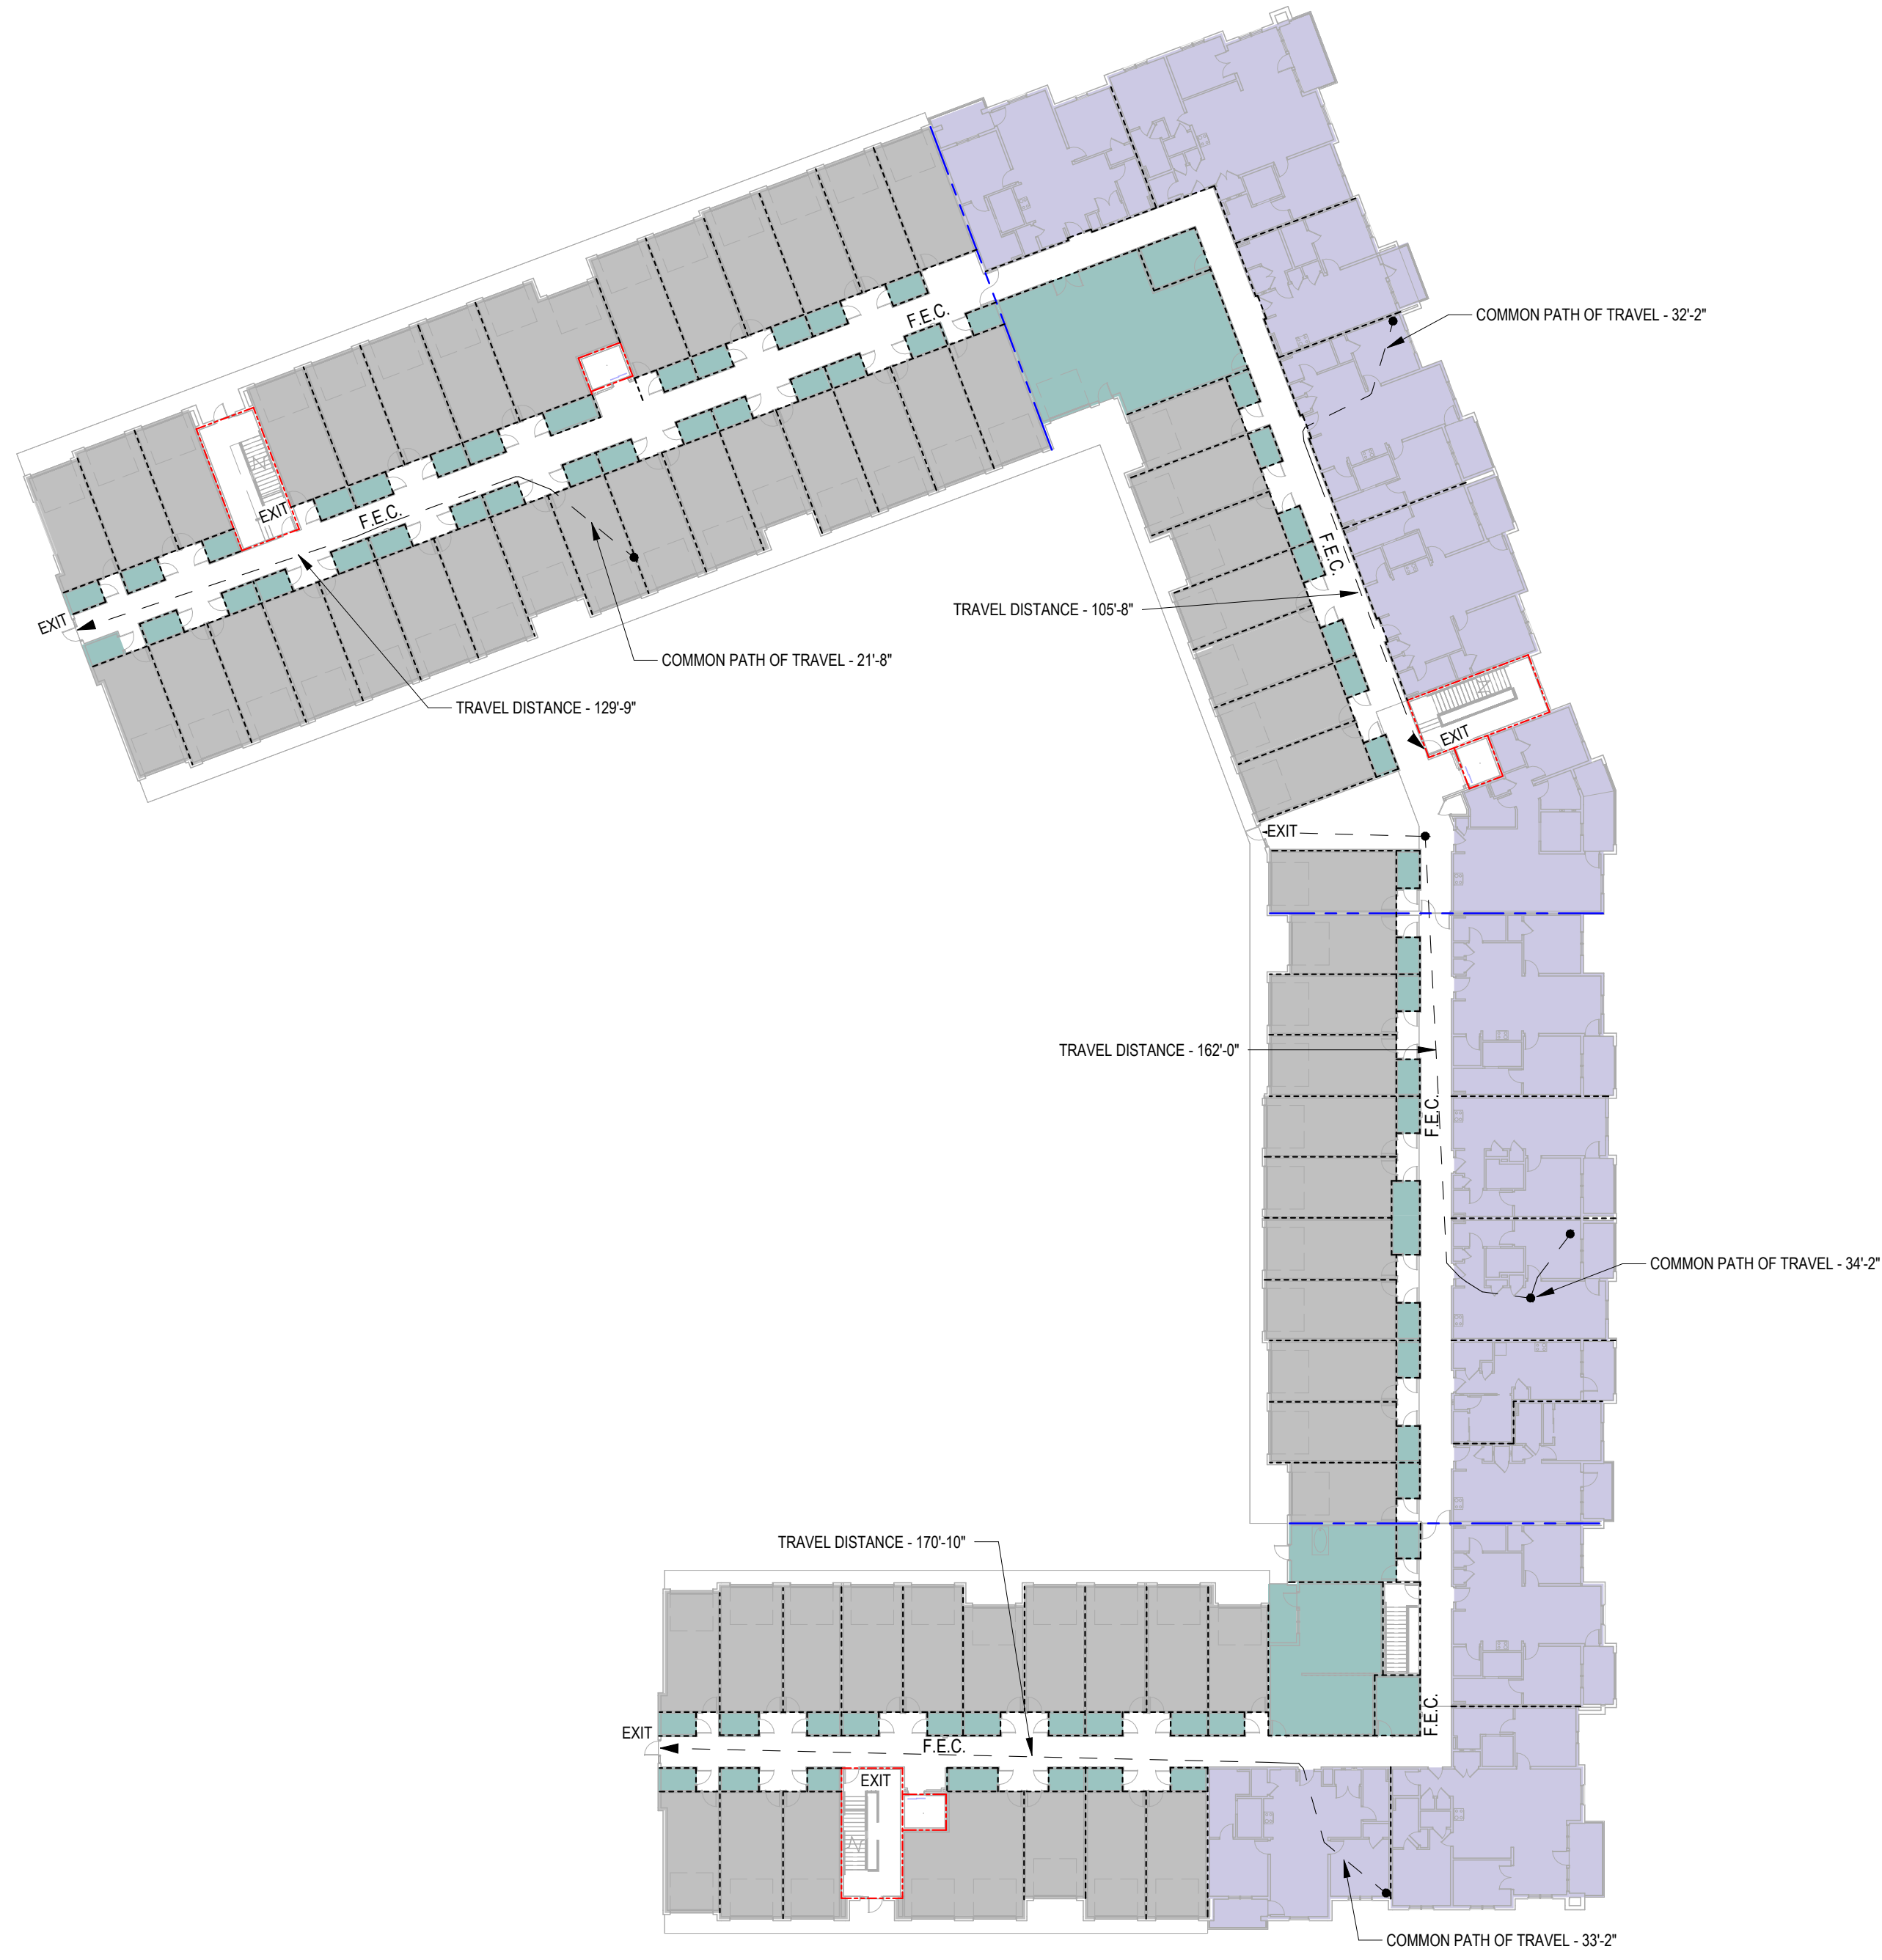 COMMON PATH OF TRAVEL - 32'-2"
F.E.C.
EXIT
F.E.C.
F.E.C.
TRAVEL DISTANCE - 105'-8"
EXIT
COMMON PATH OF TRAVEL - 21'-8"
TRAVEL DISTANCE - 129'-9"
EXIT
EXIT
TRAVEL DISTANCE - 162'-0"
F.E.C.
COMMON PATH OF TRAVEL - 34'-2"
TRAVEL DISTANCE - 170'-10"
F.E.C.
EXIT
F.E.C.
EXIT
COMMON PATH OF TRAVEL - 33'-2"